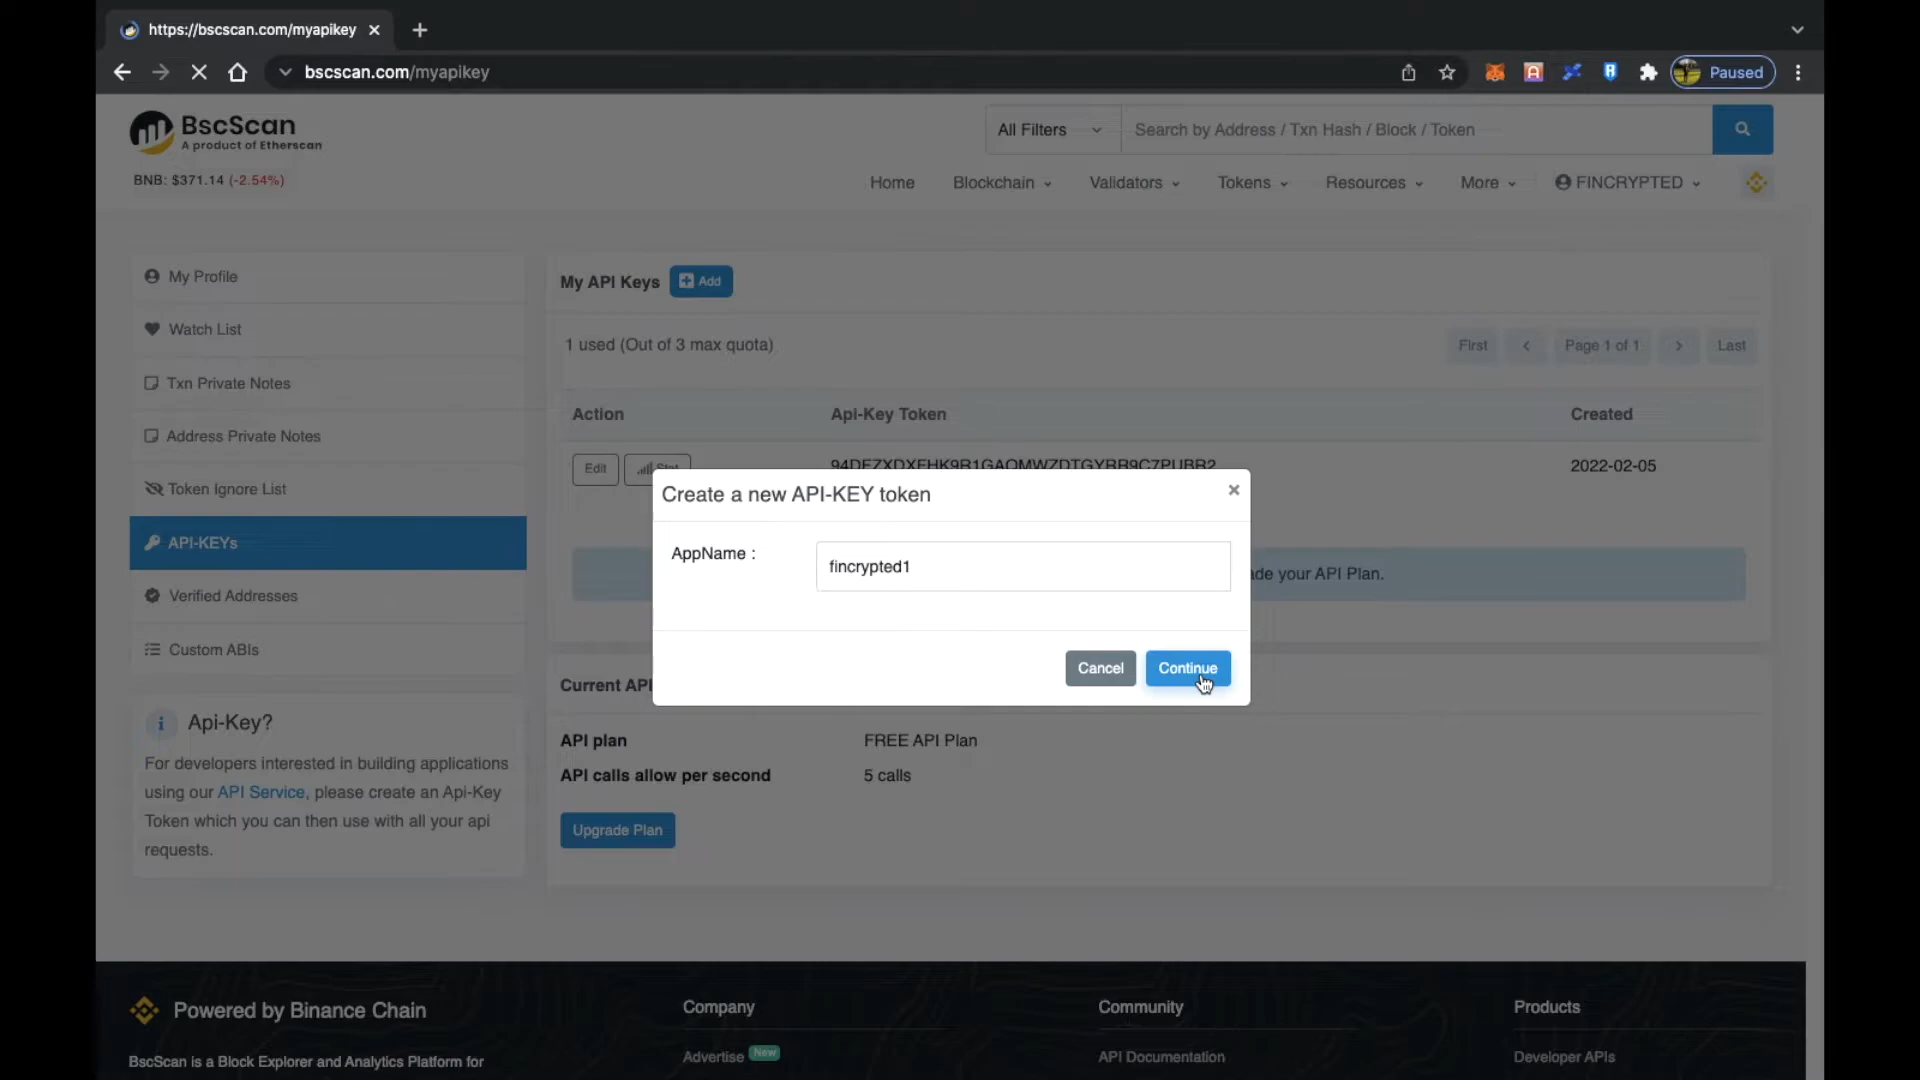 https://bscscan.com/myapikey
bscscan.com/myapikey
Paused
BscScan
A product of Etherscan
BNB: $371.14 (-2.54%)
All Filters
Search by Address / Txn Hash / Block / Token
Home
Blockchain
Validators
Tokens
Resources
More
FINCRYPTED
My Profile
Watch List
Txn Private Notes
Address Private Notes
Token Ignore List
API-KEYs
Verified Addresses
Custom ABIs
Api-Key?
For developers interested in building applications
using our API Service, please create an Api-Key
Token which you can then use with all your api
requests.
My API Keys
Add
1 used (Out of 3 max quota)
First
Page 1 of 1
Last
Action
Api-Key Token
Created
Edit
2022-02-05
Create a new API-KEY token
AppName :
fincrypted1
your API Plan.
Cancel
Continue
Current API
API plan
FREE API Plan
API calls allow per second
5 calls
Upgrade Plan
Powered by Binance Chain
BscScan is a Block Explorer and Analytics Platform for
Company
Advertise New
Community
API Documentation
Products
Developer APIs